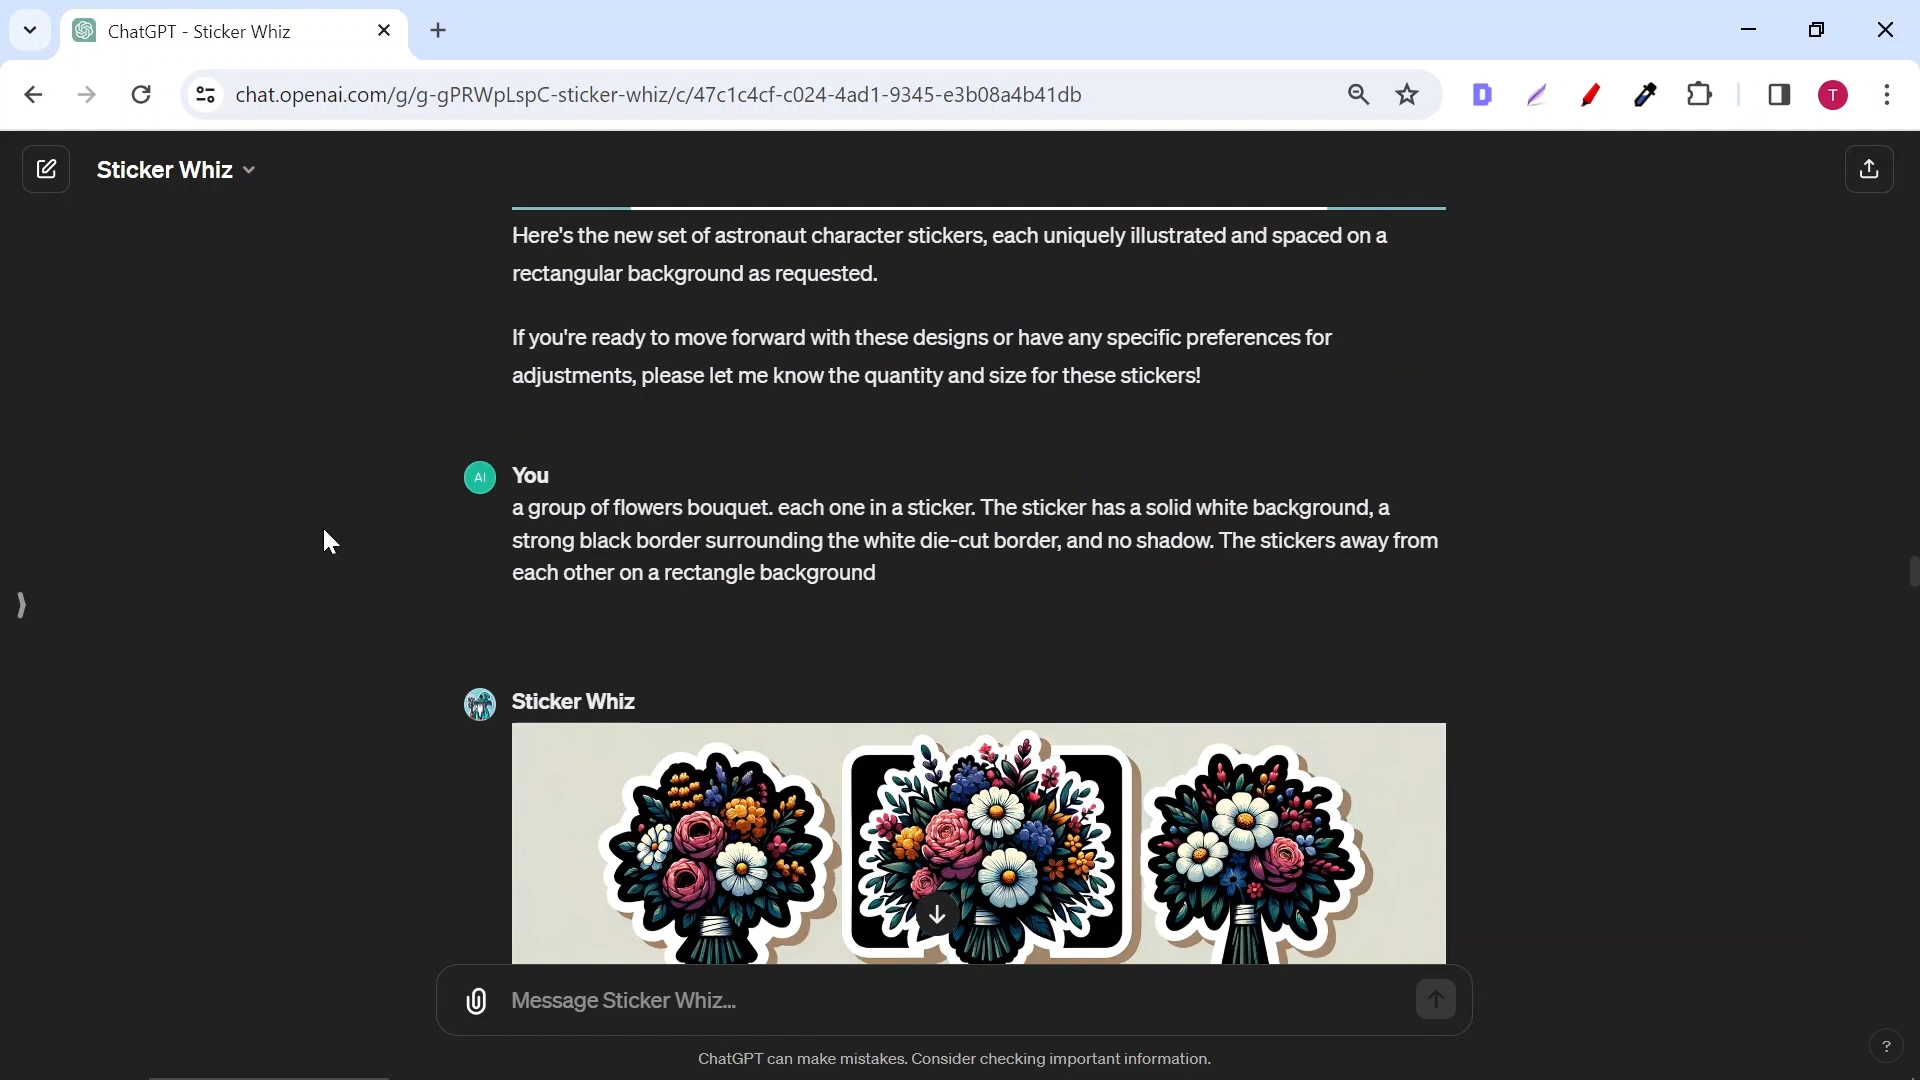 ChatGPT - Sticker Whiz
chat.openai.com/g/g-gPRWpLspC-sticker-whiz/c/47c1c4cf-c024-4ad1-9345-e3b08a4b41db
D
T
Sticker Whiz
Here's the new set of astronaut character stickers, each uniquely illustrated and spaced on a
rectangular background as requested.
If you're ready to move forward with these designs or have any specific preferences for
adjustments, please let me know the quantity and size for these stickers!
AI
You
a group of flowers bouquet. each one in a sticker. The sticker has a solid white background, a
strong black border surrounding the white die-cut border, and no shadow. The stickers away from
each other on a rectangle background
Sticker Whiz
Message Sticker Whiz...
ChatGPT can make mistakes. Consider checking important information.
?